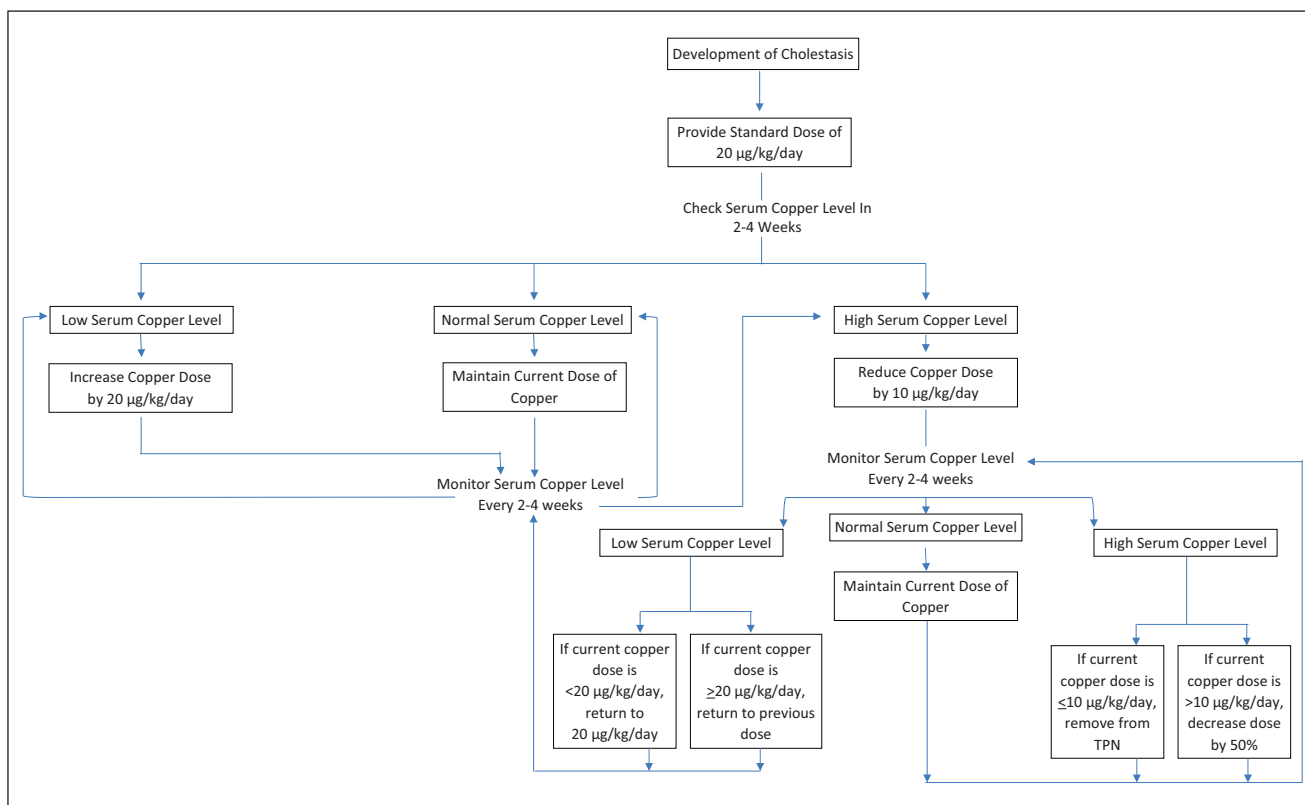 Development of Cholestasis
Provide Standard Dose of
20 µg/kg/day
Check Serum Copper Level In
2-4 Weeks
Low Serum Copper Level
Normal Serum Copper Level
High Serum Copper Level
Increase Copper Dose
by 20 µg/kg/day
Maintain Current Dose of
Copper
Reduce Copper Dose
by 10 µg/kg/day
Monitor Serum Copper Level
Every 2-4 weeks
Monitor Serum Copper Level
Every 2-4 weeks
Low Serum Copper Level
Normal Serum Copper Level
High Serum Copper Level
Maintain Current Dose of
Copper
If current copper
dose is
<20 µg/kg/day,
return to
20 µg/kg/day
If current copper
dose is
≥20 µg/kg/day,
return to previous
dose
If current
copper dose is
≤10 µg/kg/day,
remove from
TPN
If current
copper dose is
>10 µg/kg/day,
decrease dose
by 50%